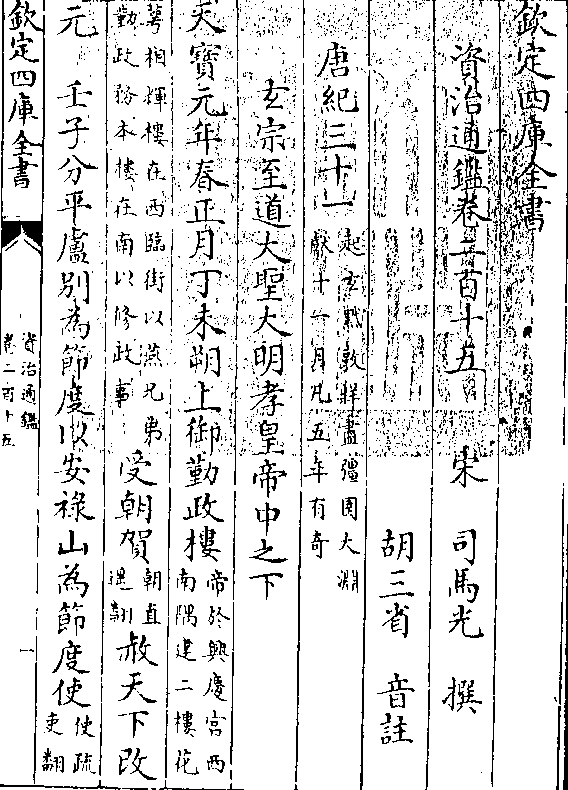 欽定四庫全書
資治通鑑卷二百十五　宋　司馬光　撰
胡三省　音註
唐紀三十一起玄黓敦牂盡彊圉大淵獻十一月凡五年有奇
玄宗至道大聖大明孝皇帝中之下
天寶元年春正月丁未朔上御勤政樓帝於興慶宮西南隅建二樓花
萼相輝樓在西臨街以燕兄弟勤政務本樓在南以修政事受朝賀朝直遥翻赦天下改
元　壬子分平盧別為節度以安祿山為節度使使疏吏翻
欽定四庫全書
資治通鑑
卷二百十五
一